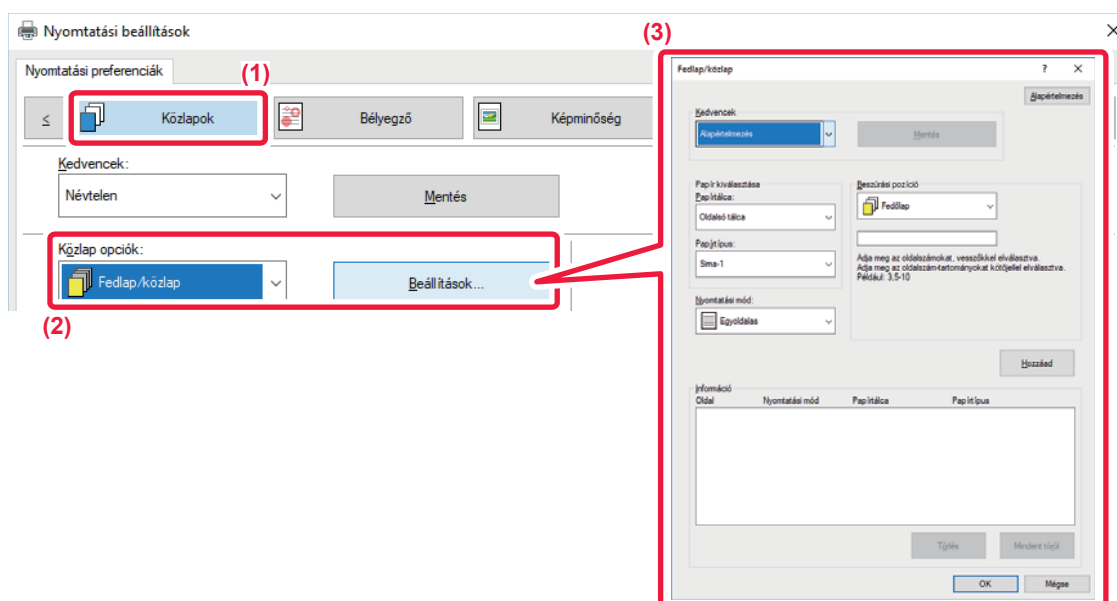 Nyomtatási beállítások
Nyomtatási preferenciák
(1)
≤
Közlapok
Bélyegző
Képminőség
Kedvencek:
Névtelen
Mentés
Közlap opciók:
Fedlap/közlap
Beállítások...
(2)
(3)
Fedlap/közlap
?
Alapértelmezés
Kedvencek
Alapértelmezés
Mentés
Papír kiválasztása
Papírtálca:
Oldalsó tálca
Papírtípus:
Sima-1
Beszúrási pozíció
Fedőlap
Adja meg az oldalszámokat, vesszőkkel elválasztva.
Adja meg az oldalszám-tartományokat kötőjellel elválasztva.
Például: 3,5-10
Nyomtatási mód:
Egyoldalas
Hozzáad
Információ
Oldal Nyomtatási mód Papírtálca Papírtípus
Törlés
Mindent töröl
OK
Mégse